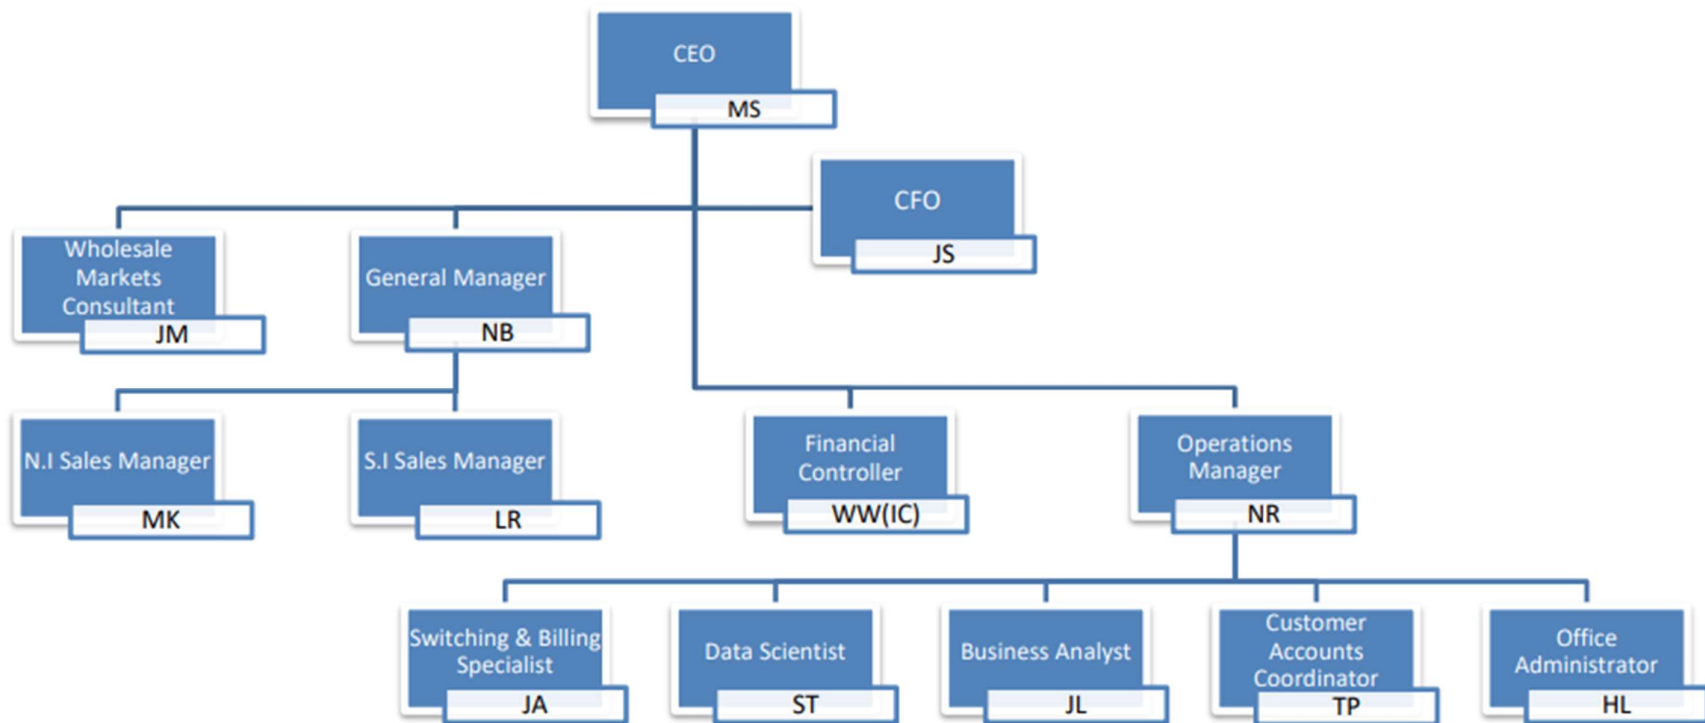 CEO
MS
CFO
JS
Wholesale
Markets
Consultant
JM
General Manager
NB
N.I Sales Manager
MK
S.I Sales Manager
LR
Financial
Controller
WW(IC)
Operations
Manager
NR
Switching & Billing
Specialist
JA
Data Scientist
ST
Business Analyst
JL
Customer
Accounts
Coordinator
TP
Office
Administrator
HL